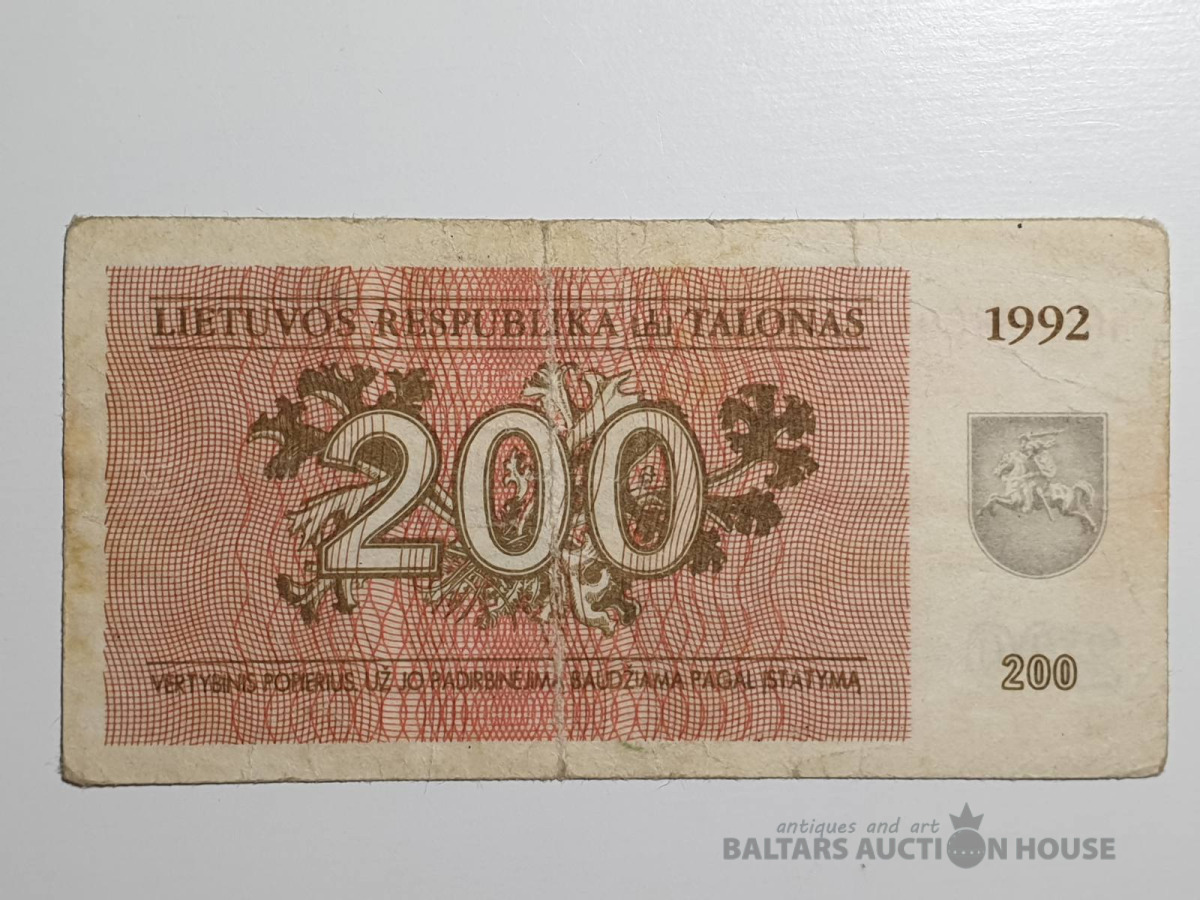 LIETUVOS RESPUBLIKA TALONAS
1992
200
200
VERTYBINIS POPIERIUS, UŽ JO PADIRBINĖJIMĄ BAUDŽIAMA PAGAL ĮSTATYMĄ
antiques and art
BALTARS AUCTION HOUSE